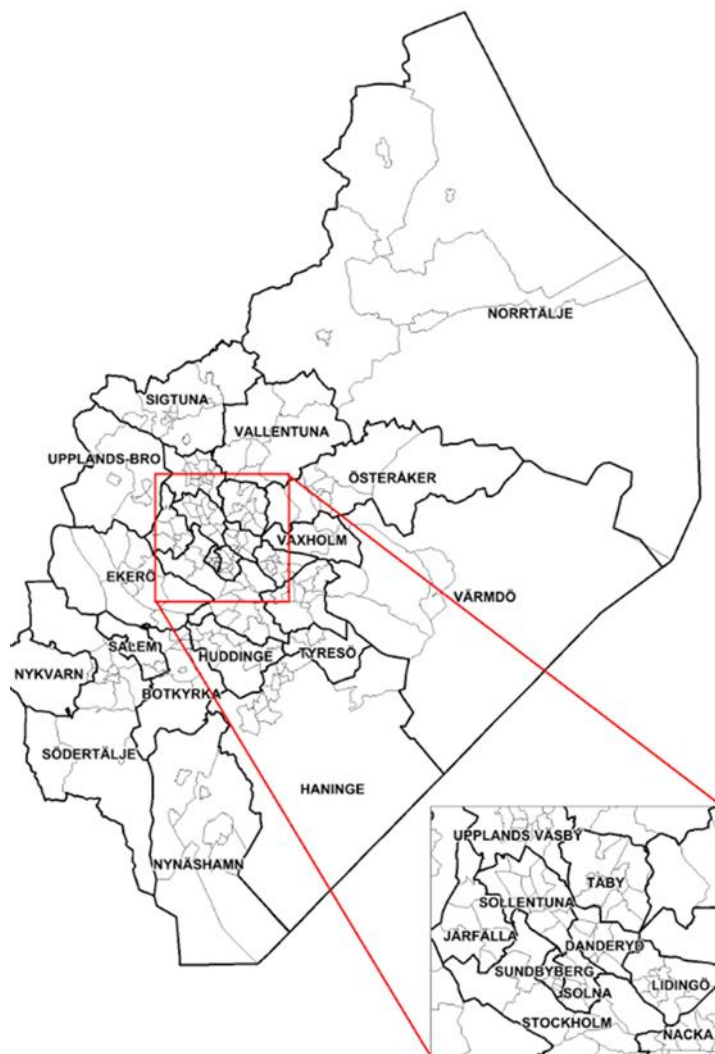 NORRTÄLJE
SIGTUNA
VALLENTUNA
UPPLANDS-BRO
ÖSTERÅKER
VAXHOLM
EKERÖ
VÄRMDÖ
SALEM
HUDDINGE
TYRESÖ
NYKVARN
BOTKYRKA
SÖDERTÄLJE
HANINGE
NYNÄSHAMN
UPPLANDS VÄSBY
TÄBY
SOLLENTUNA
JÄRFÄLLA
DANDERYD
SUNDBYBERG
LIDINGÖ
SOLNA
STOCKHOLM
NACKA